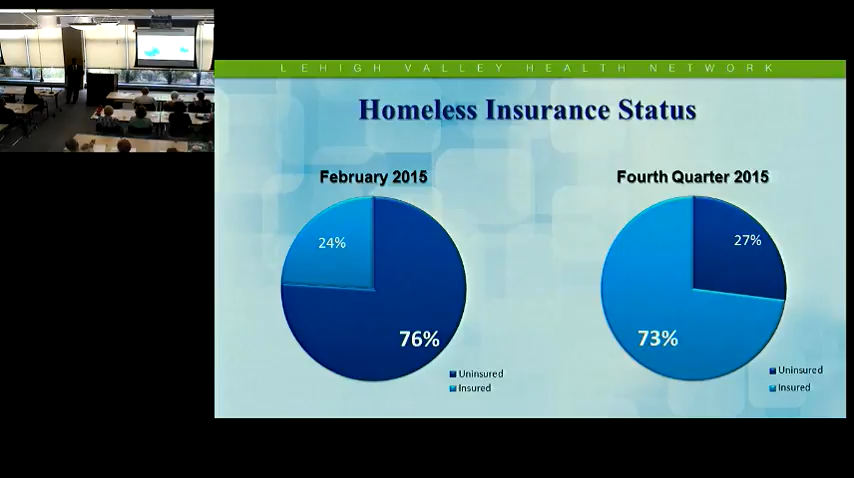 LEHIGH VALLEY HEALTH NETWORK
Homeless Insurance Status
February 2015
24%
76%
Uninsured
Insured
Fourth Quarter 2015
27%
73%
Uninsured
Insured